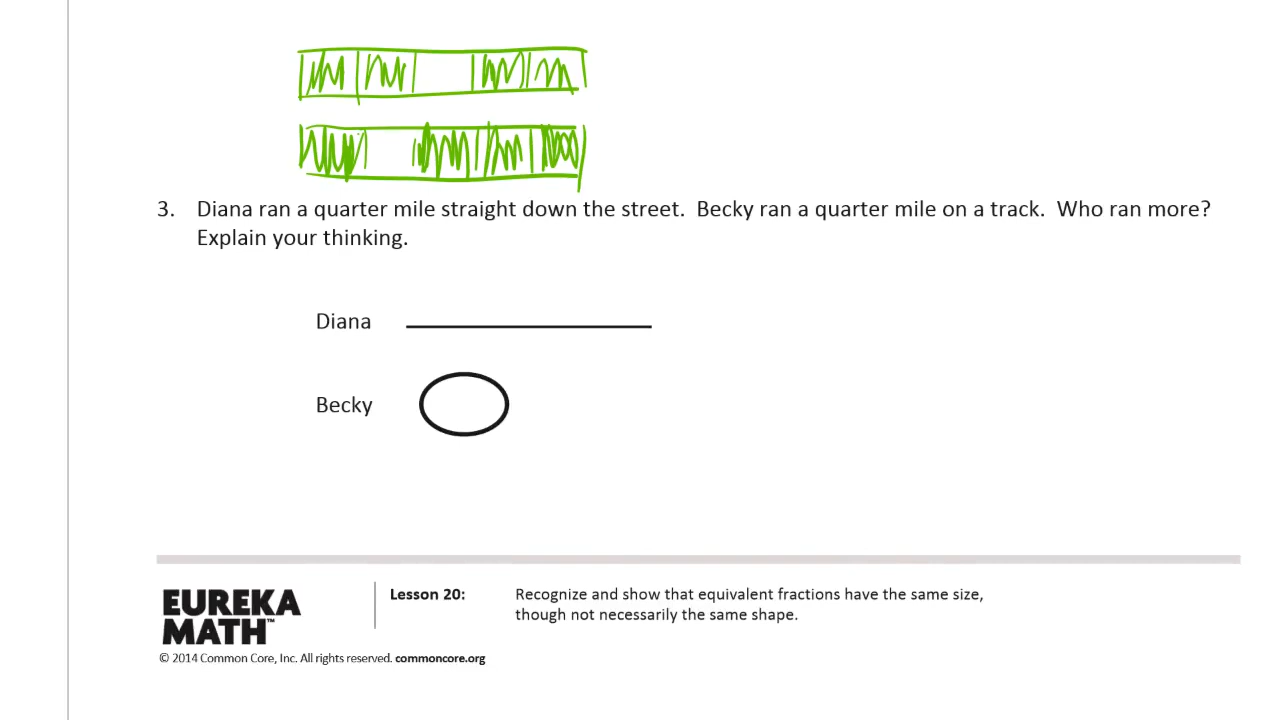 3. Diana ran a quarter mile straight down the street. Becky ran a quarter mile on a track. Who ran more?
Explain your thinking.
Diana
Becky
EUREKA
MATH™
Lesson 20: Recognize and show that equivalent fractions have the same size,
though not necessarily the same shape.
© 2014 Common Core, Inc. All rights reserved. commoncore.org